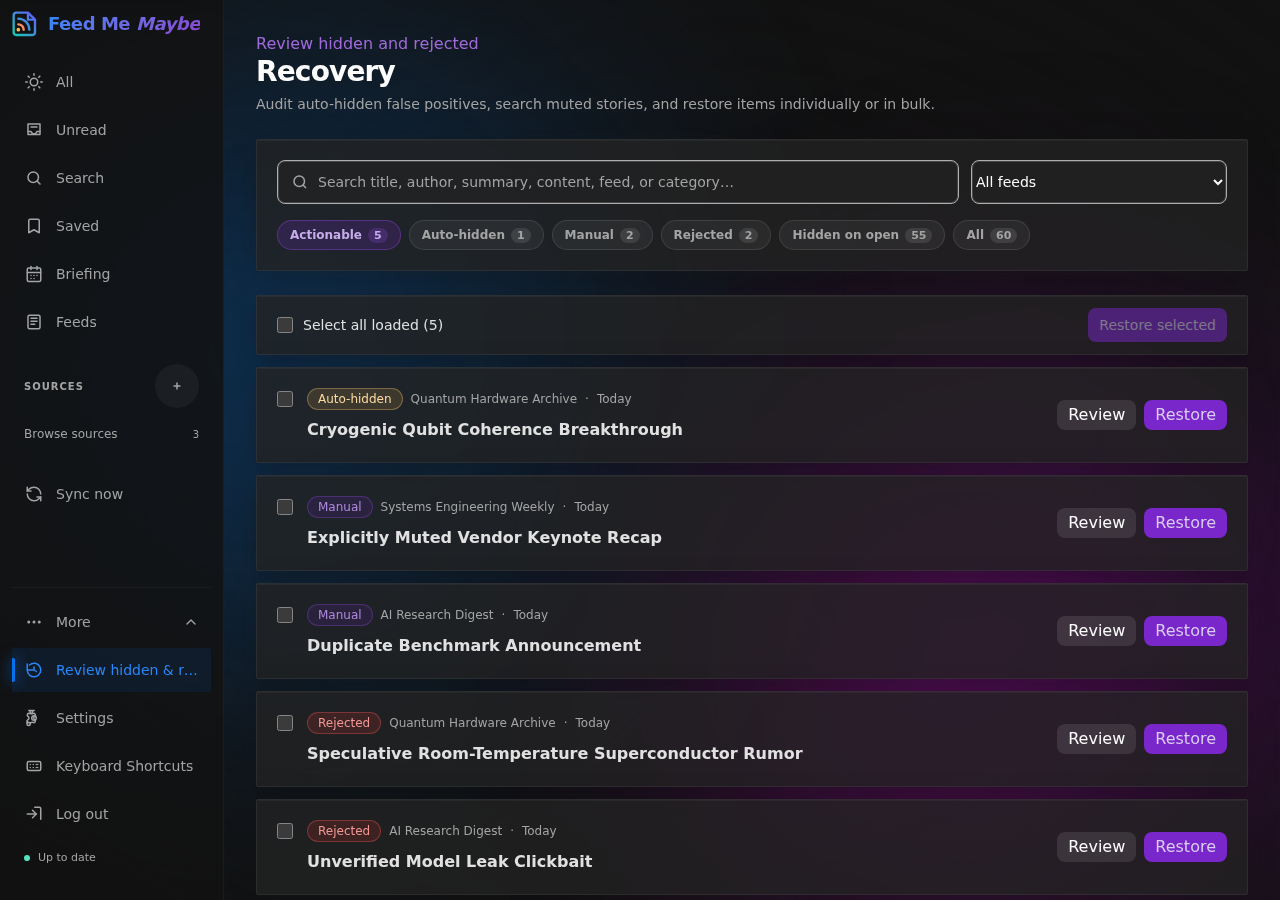 Feed Me Maybe
All
Unread
Search
Saved
Briefing
Feeds
SOURCES +
Browse sources 3
Sync now
More
Review hidden & r…
Settings
Keyboard Shortcuts
Log out
Up to date
Review hidden and rejected
Recovery
Audit auto-hidden false positives, search muted stories, and restore items individually or in bulk.
Search title, author, summary, content, feed, or category…
All feeds
Actionable 5 Auto-hidden 1 Manual 2 Rejected 2 Hidden on open 55 All 60
Select all loaded (5) Restore selected
Auto-hidden Quantum Hardware Archive · Today
Cryogenic Qubit Coherence Breakthrough
Review Restore
Manual Systems Engineering Weekly · Today
Explicitly Muted Vendor Keynote Recap
Review Restore
Manual AI Research Digest · Today
Duplicate Benchmark Announcement
Review Restore
Rejected Quantum Hardware Archive · Today
Speculative Room-Temperature Superconductor Rumor
Review Restore
Rejected AI Research Digest · Today
Unverified Model Leak Clickbait
Review Restore